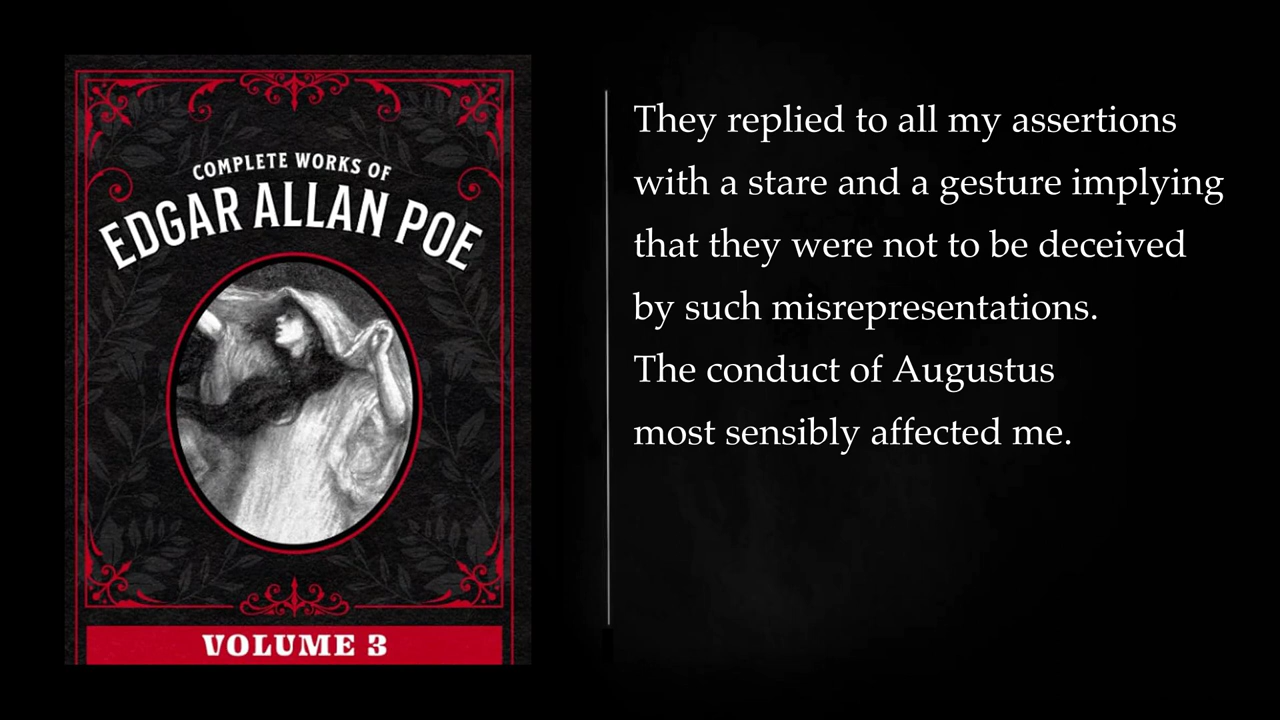 COMPLETE WORKS OF
EDGAR ALLAN POE
VOLUME 3
They replied to all my assertions
with a stare and a gesture implying
that they were not to be deceived
by such misrepresentations.
The conduct of Augustus
most sensibly affected me.